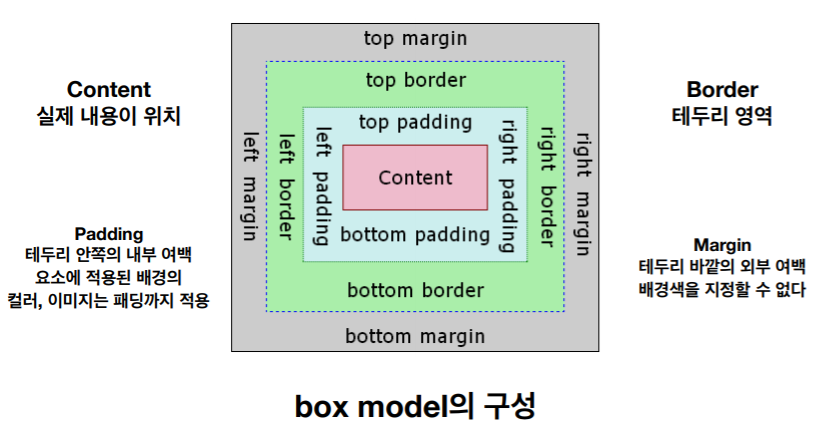 Content
실제 내용이 위치
Padding
테두리 안쪽의 내부 여백
요소에 적용된 배경의
컬러, 이미지는 패딩까지 적용
top margin
top border
top padding
left margin
left border
left padding
Content
right padding
right border
right margin
bottom padding
bottom border
bottom margin
Border
테두리 영역
Margin
테두리 바깥의 외부 여백
배경색을 지정할 수 없다
box model의 구성